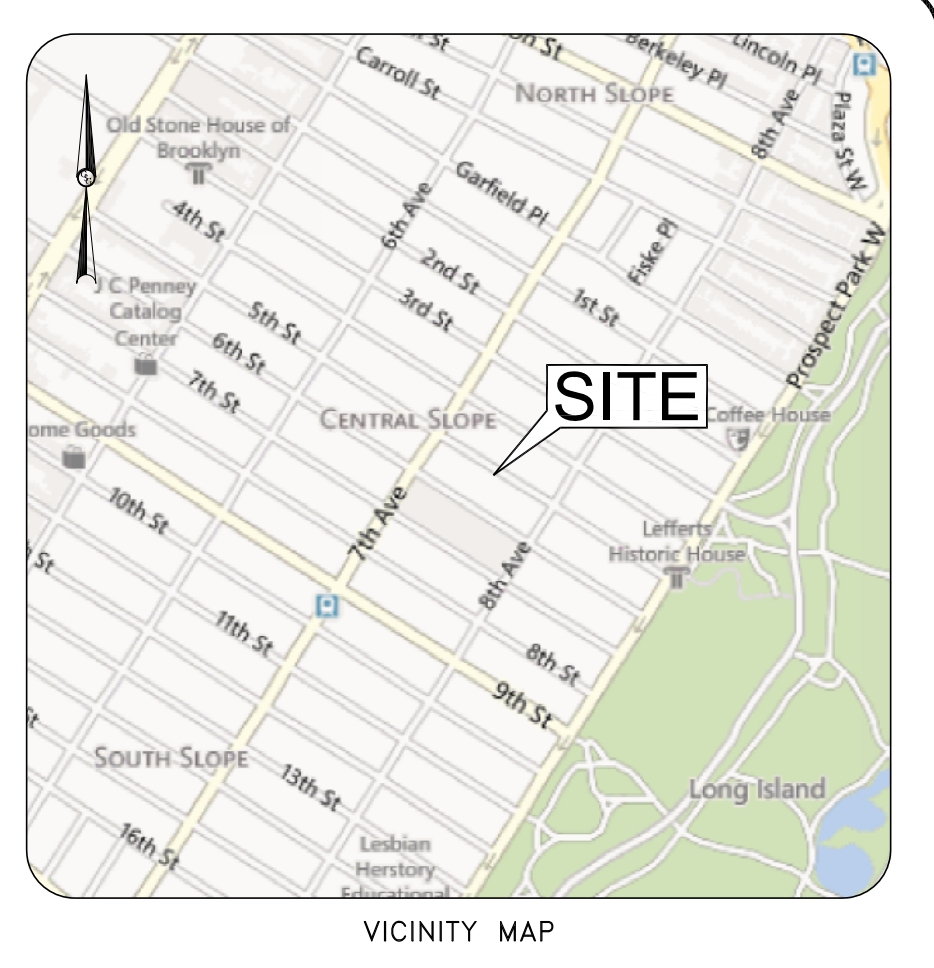 Carroll St
Berkeley Pl
Lincoln Pl
NORTH SLOPE
8th Ave
Plaza St W
Old Stone House of
Brooklyn
Garfield Pl
6th Ave
4th St
Fiske Pl
Prospect Park W
2nd St
1st St
3rd St
J C Penney
Catalog
Center
5th St
6th St
7th St
SITE
CENTRAL SLOPE
Coffee House
ome Goods
10th St
7th Ave
Lefferts
Historic House
8th Ave
11th St
8th St
9th St
SOUTH SLOPE
13th St
Long Island
16th St
Lesbian
Herstory
Educational
VICINITY MAP